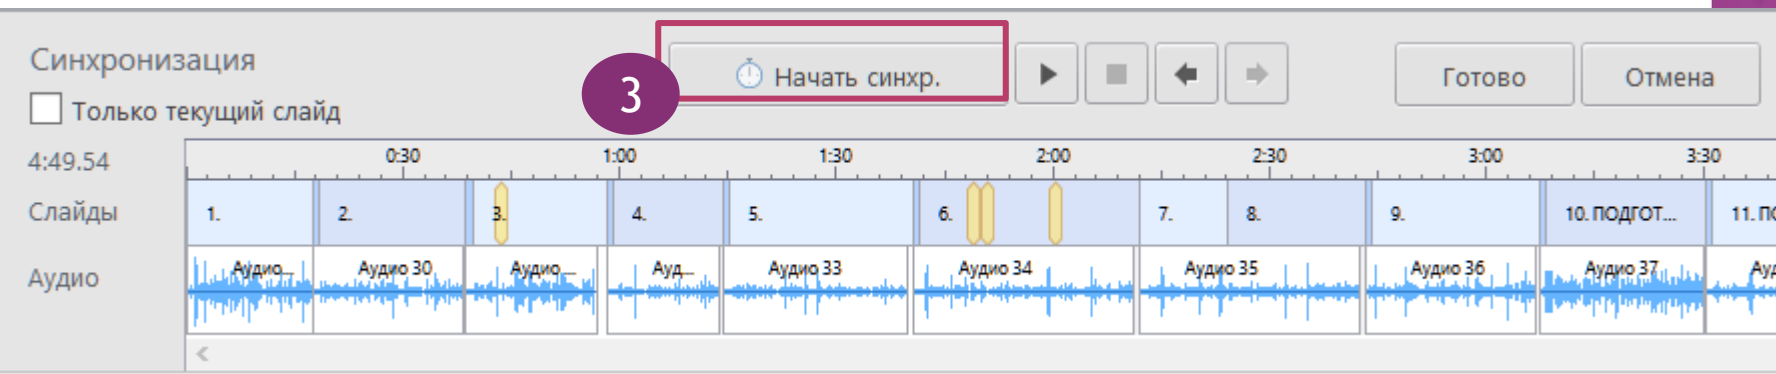 Синхронизация
3
Начать синхр.
Готово
Отмена
Только текущий слайд
4:49.54
0:30 1:00 1:30 2:00 2:30 3:00 3:30
Слайды 1. 2. 3. 4. 5. 6. 7. 8. 9. 10. ПОДГОТ... 11.
Аудио Аудио... Аудио 30 Аудио... Ауд... Аудио 33 Аудио 34 Аудио 35 Аудио 36 Аудио 37